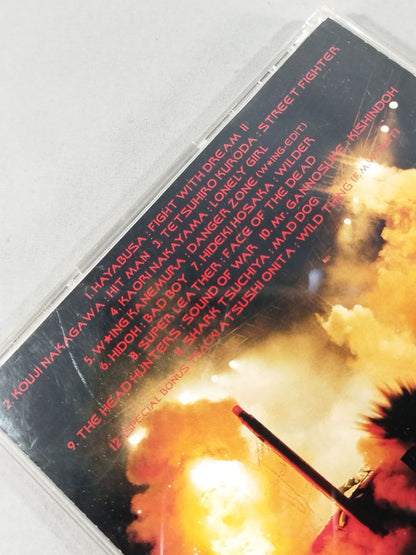 1. HAYABUSA : FIGHT WITH DREAM II
2. KOUJI NAKAGAWA : HIT MAN 3. TETSUHIRO KURODA : STREET FIGHTER
4. KAORI NAKAYAMA : LONELY GIRL
5. W★ING KANEMURA : DANGER ZONE (W★ING-EDIT)
6. HIDOH : BAD BOY 7. HIDEKI HOSAKA : WILDER
8. SUPER LEATHER : FACE OF THE DEAD
9. THE HEAD HUNTERS : SOUND OF WAR 10. Mr. GANNOSUKE : KISHINDOH
11. SHARK TSUCHIYA : MAD DOG
12. (SPECIAL BONUS TRACK) ATSUSHI ONITA : WILD THING (F.M.W.